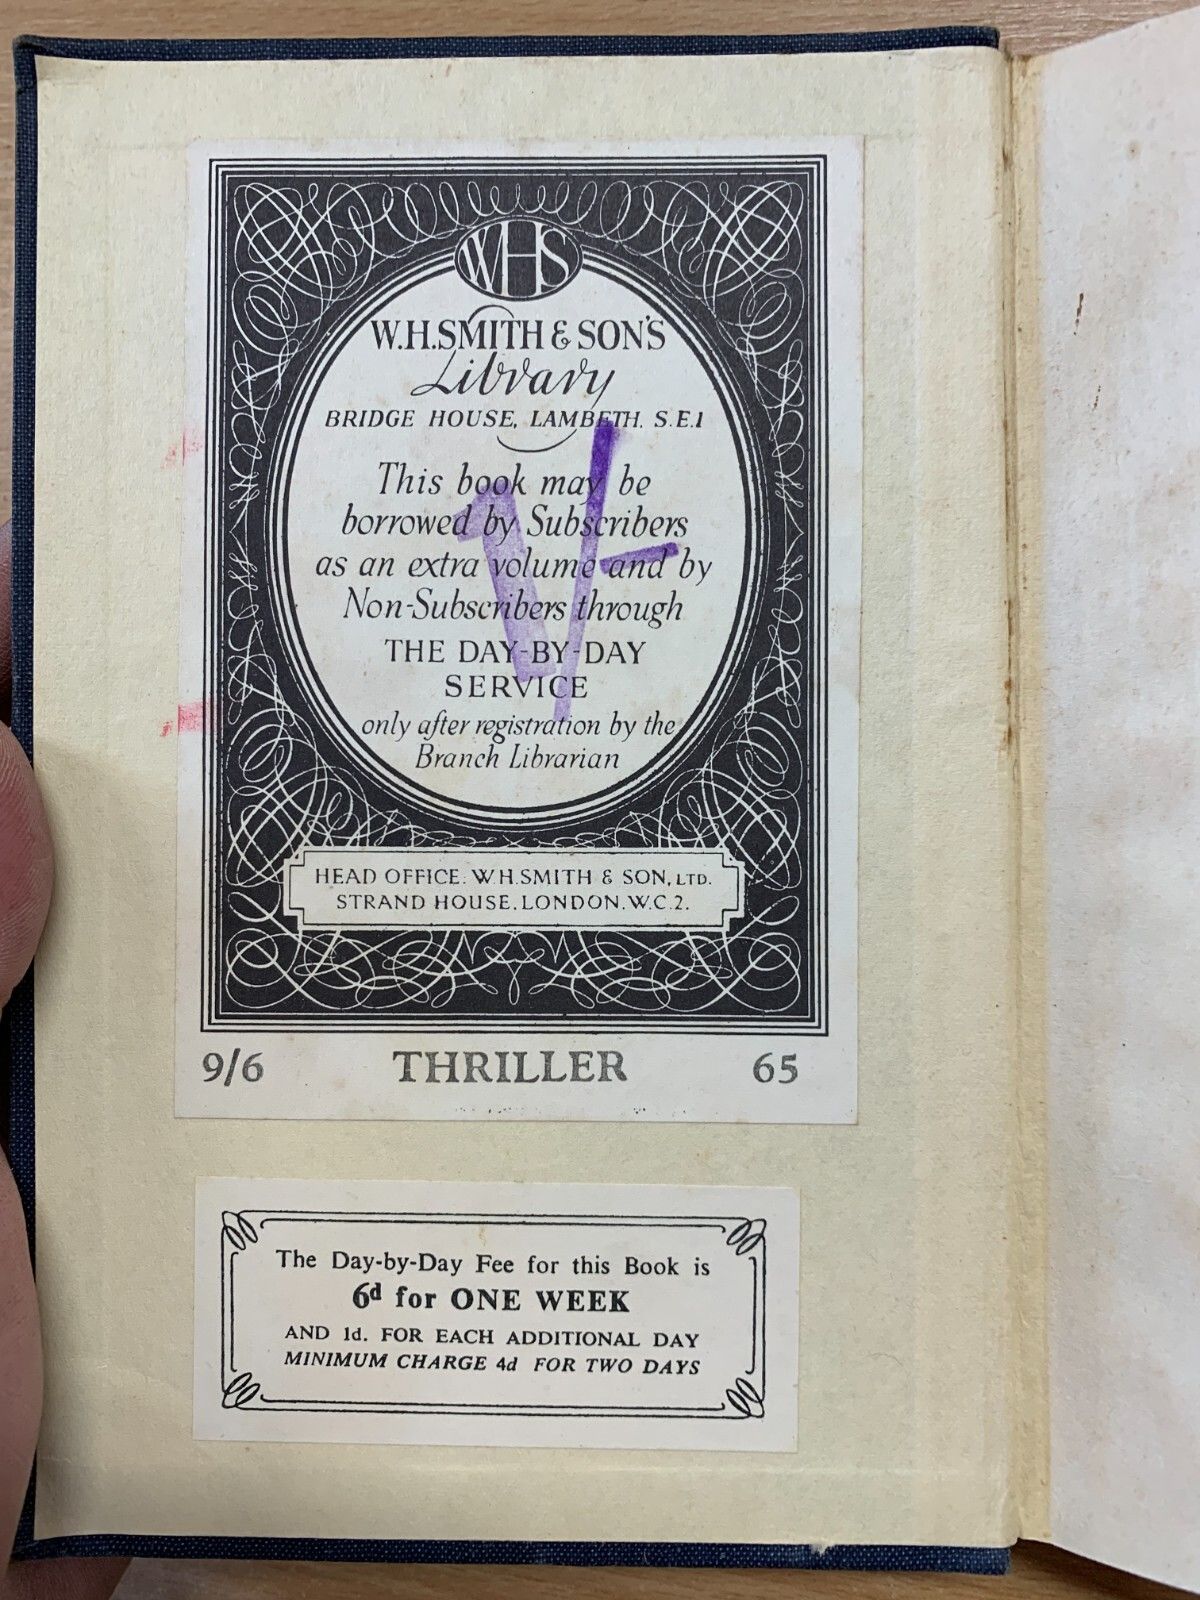 WHS
W.H.SMITH & SON'S
Library
BRIDGE HOUSE, LAMBETH. S.E.1
This book may be
borrowed by Subscribers
as an extra volume and by
Non-Subscribers through
THE DAY-BY-DAY
SERVICE
only after registration by the
Branch Librarian
1/-
HEAD OFFICE. W.H.SMITH & SON, LTD.
STRAND HOUSE. LONDON. W.C.2.
9/6 THRILLER 65
The Day-by-Day Fee for this Book is
6d for ONE WEEK
AND 1d. FOR EACH ADDITIONAL DAY
MINIMUM CHARGE 4d FOR TWO DAYS